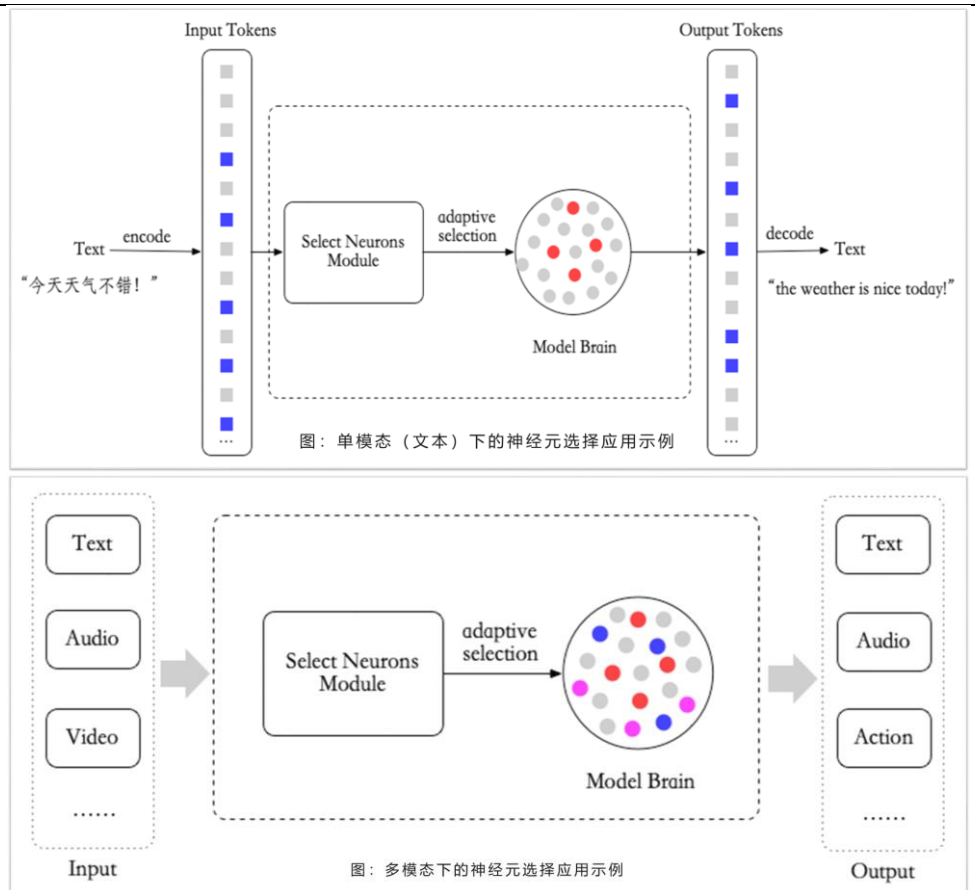 Input Tokens
Output Tokens
Text
encode
“今天天气不错！”
Select Neurons
Module
adaptive
selection
Model Brain
decode
Text
“the weather is nice today!”
...
...
图：单模态（文本）下的神经元选择应用示例
Text
Audio
Video
......
Input
Select Neurons
Module
adaptive
selection
Model Brain
Text
Audio
Action
......
Output
图：多模态下的神经元选择应用示例